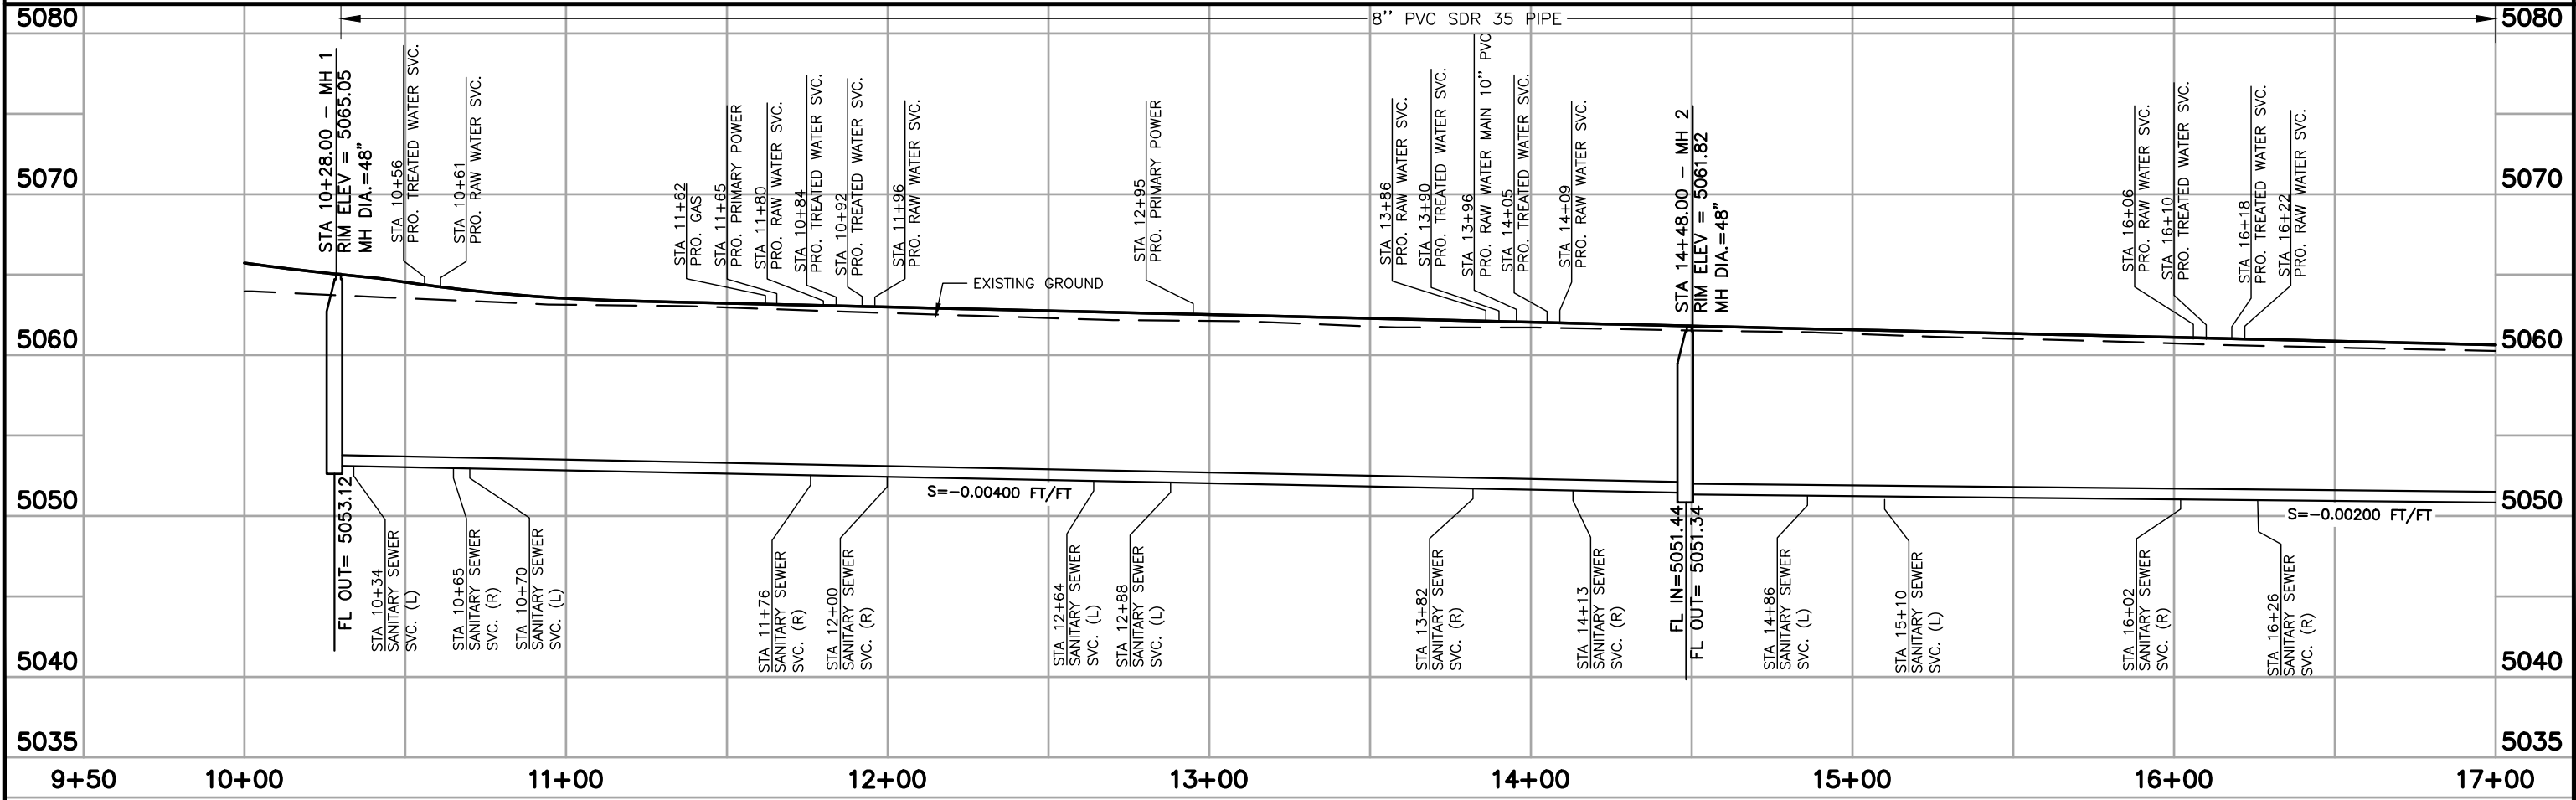 5080
8'' PVC SDR 35 PIPE
5080
STA 10+28.00 - MH 1
RIM ELEV = 5065.05
MH DIA.=48"
STA 10+56
PRO. TREATED WATER SVC.
STA 10+61
PRO. RAW WATER SVC.
STA 11+62
PRO. GAS
STA 11+65
PRO. PRIMARY POWER
STA 11+80
PRO. RAW WATER SVC.
STA 10+84
PRO. TREATED WATER SVC.
STA 10+92
PRO. TREATED WATER SVC.
STA 11+96
PRO. RAW WATER SVC.
STA 12+95
PRO. PRIMARY POWER
STA 13+86
PRO. RAW WATER SVC.
STA 13+90
PRO. TREATED WATER SVC.
STA 13+96
PRO. RAW WATER MAIN 10'' PVC
STA 14+05
PRO. TREATED WATER SVC.
STA 14+09
PRO. RAW WATER SVC.
STA 14+48.00 - MH 2
RIM ELEV = 5061.82
MH DIA.=48"
STA 16+06
PRO. RAW WATER SVC.
STA 16+10
PRO. TREATED WATER SVC.
STA 16+18
PRO. TREATED WATER SVC.
STA 16+22
PRO. RAW WATER SVC.
5070
5070
EXISTING GROUND
5060
5060
5050
S=-0.00400 FT/FT
5050
S=-0.00200 FT/FT
FL OUT= 5053.12
STA 10+34
SANITARY SEWER
SVC. (L)
STA 10+65
SANITARY SEWER
SVC. (R)
STA 10+70
SANITARY SEWER
SVC. (L)
STA 11+76
SANITARY SEWER
SVC. (R)
STA 12+00
SANITARY SEWER
SVC. (R)
STA 12+64
SANITARY SEWER
SVC. (L)
STA 12+88
SANITARY SEWER
SVC. (L)
STA 13+82
SANITARY SEWER
SVC. (R)
STA 14+13
SANITARY SEWER
SVC. (R)
FL IN=5051.44
FL OUT= 5051.34
STA 14+86
SANITARY SEWER
SVC. (L)
STA 15+10
SANITARY SEWER
SVC. (L)
STA 16+02
SANITARY SEWER
SVC. (R)
STA 16+26
SANITARY SEWER
SVC. (R)
5040
5040
5035
5035
9+50
10+00
11+00
12+00
13+00
14+00
15+00
16+00
17+00